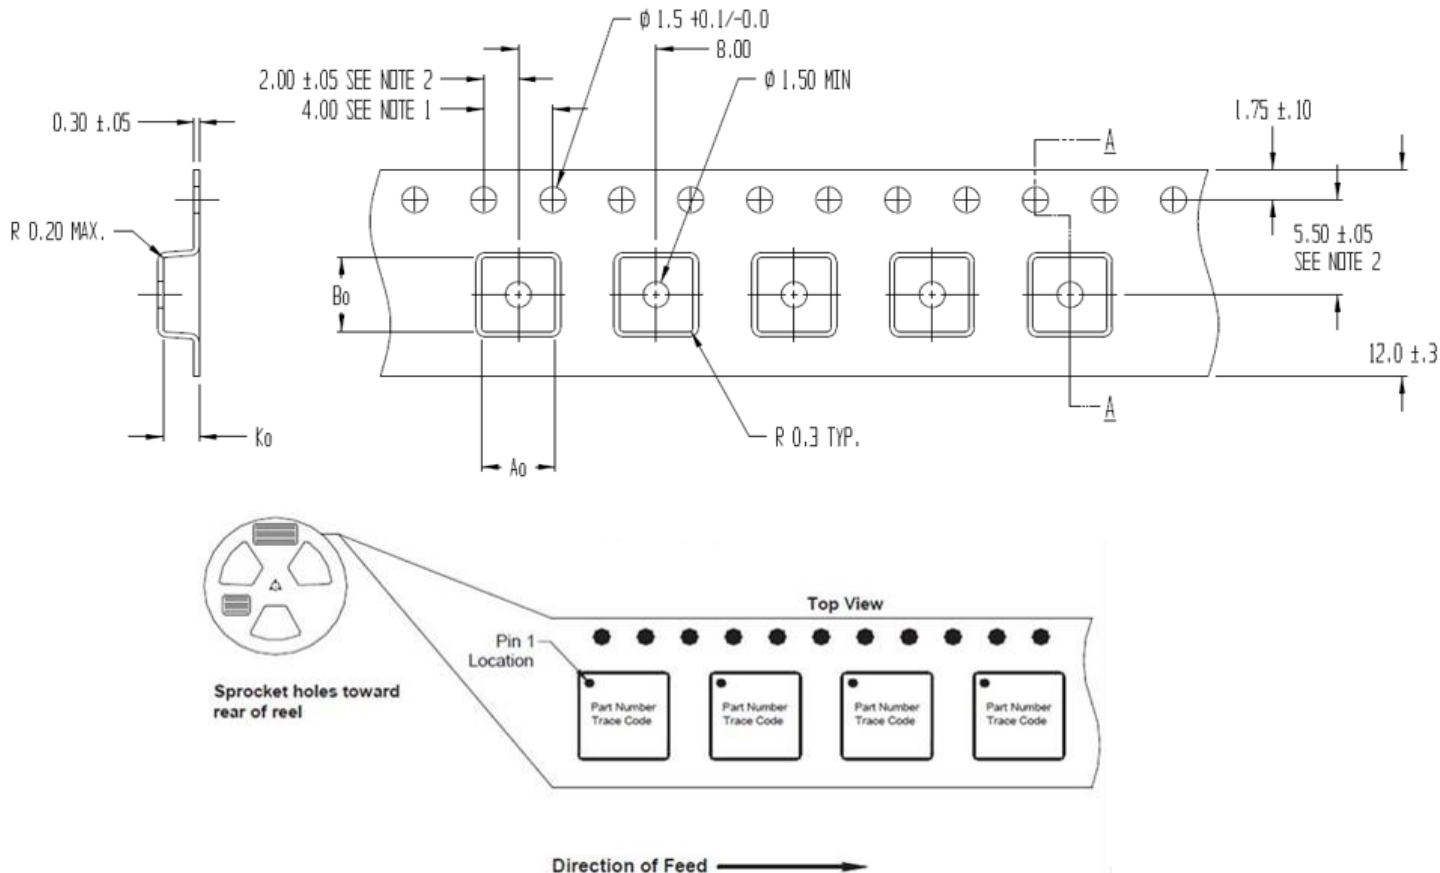 ϕ 1.5 +0.1/-0.0
8.00
2.00 ±.05 SEE NOTE 2
ϕ 1.50 MIN
4.00 SEE NOTE 1
0.30 ±.05
1.75 ±.10
A
R 0.20 MAX.
5.50 ±.05
SEE NOTE 2
Bo
12.0 ±.3
A
Ko
R 0.3 TYP.
Ao
Top View
Pin 1
Location
Sprocket holes toward
rear of reel
Part Number
Trace Code
Part Number
Trace Code
Part Number
Trace Code
Part Number
Trace Code
Direction of Feed